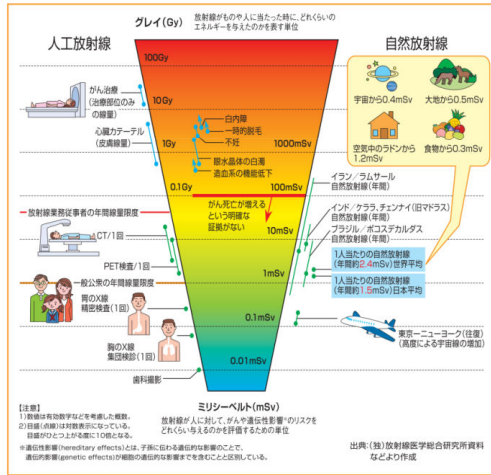 グレイ(Gy)
放射線がものや人に当たった時に、どれくらいの
エネルギーを与えたのかを表す単位
人工放射線
自然放射線
100Gy
がん治療
(治療部位のみ
の線量)
10Gy
心臓カテーテル
(皮膚線量)
白内障
一時的脱毛
不妊
1Gy
1000mSv
眼水晶体の白濁
造血系の機能低下
宇宙から0.4mSv
大地から0.5mSv
空気中のラドンから
1.2mSv
食物から0.3mSv
0.1Gy
100mSv
イラン/ラムサール
自然放射線(年間)
がん死亡が増える
という明確な
証拠がない
インド/ケララ、チェンナイ(旧マドラス)
自然放射線(年間)
放射線業務従事者の年間線量限度
10mSv
ブラジル/ポコスデカルダス
自然放射線(年間)
CT/1回
1人当たりの自然放射線
(年間約2.4mSv)世界平均
PET検査/1回
1mSv
1人当たりの自然放射線
(年間約1.5mSv)日本平均
一般公衆の年間線量限度
胃のX線
精密検査(1回)
0.1mSv
東京ーニューヨーク(往復)
(高度による宇宙線の増加)
胸のX線
集団検診(1回)
0.01mSv
歯科撮影
ミリシーベルト(mSv)
放射線が人に対して、がんや遺伝性影響※のリスクを
どくらい与えるのかを評価するための単位
【注意】
1)数値は有効数字などを考慮した概数。
2)目盛(点線)は対数表示になっている。
目盛がひとつ上がる度に10倍となる。
※遺伝性影響(hereditary effects)とは、子孫に伝わる遺伝的な影響のことで、
遺伝的影響(genetic effects)が細胞の遺伝的な影響までを含むことと区別している。
出典:(独)放射線医学総合研究所資料
などより作成